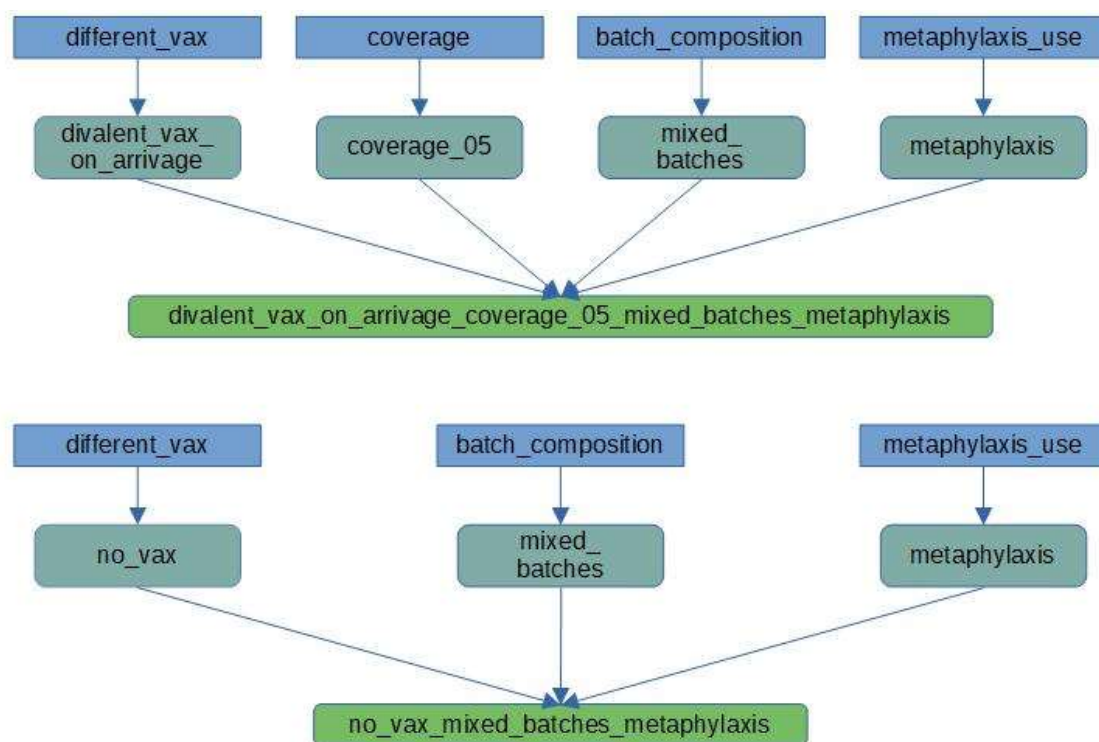 different_vax
coverage
batch_composition
metaphylaxis_use
divalent_vax_
on_arrivage
coverage_05
mixed_
batches
metaphylaxis
divalent_vax_on_arrivage_coverage_05_mixed_batches_metaphylaxis
different_vax
batch_composition
metaphylaxis_use
no_vax
mixed_
batches
metaphylaxis
no_vax_mixed_batches_metaphylaxis